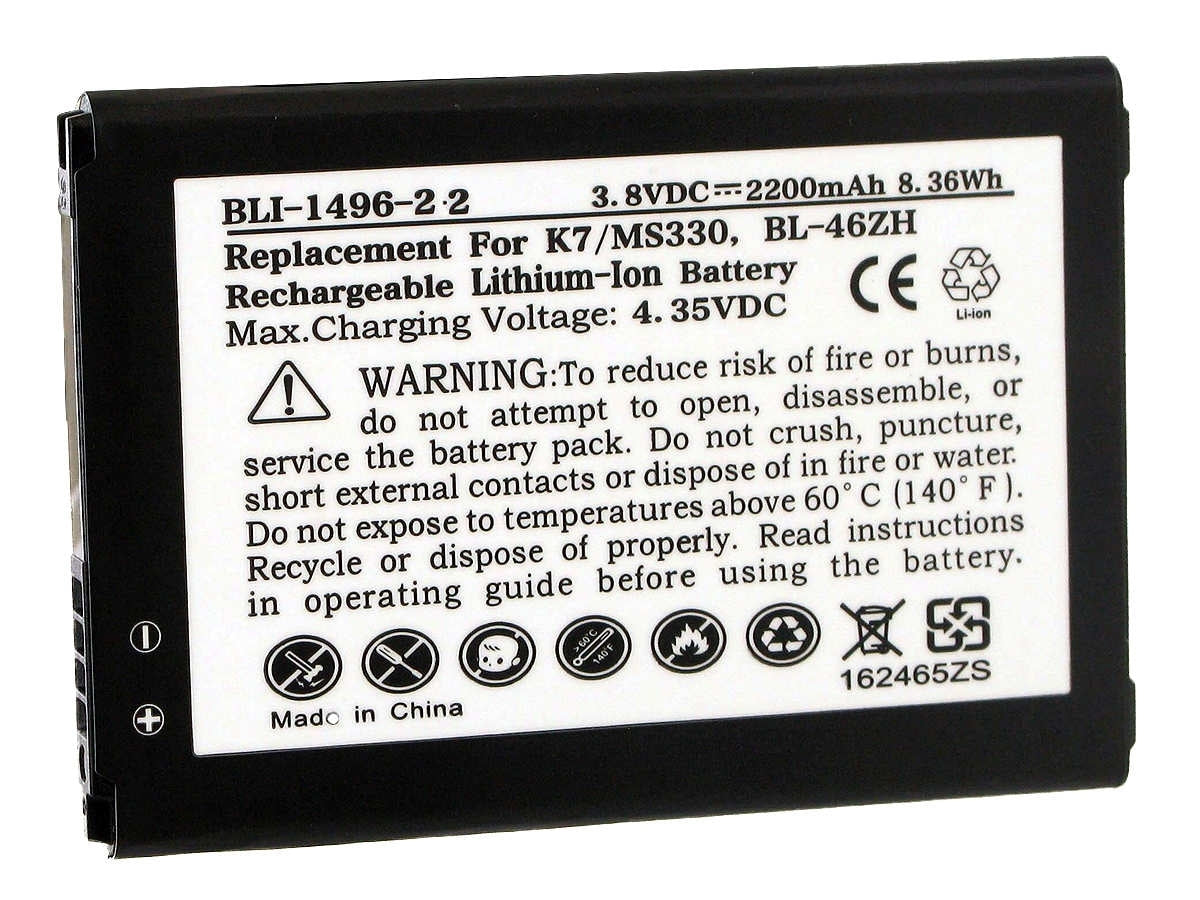 BLI-1496-2.2 3.8VDC⎓2200mAh 8.36Wh
Replacement For K7/MS330, BL-46ZH
Rechargeable Lithium-Ion Battery
Max.Charging Voltage: 4.35VDC
CE
Li-ion
WARNING:To reduce risk of fire or burns,
do not attempt to open, disassemble, or
service the battery pack. Do not crush, puncture,
short external contacts or dispose of in fire or water.
Do not expose to temperatures above 60°C (140°F).
Recycle or dispose of properly. Read instructions
in operating guide before using the battery.
>60°C
140°F
162465ZS
Made in China